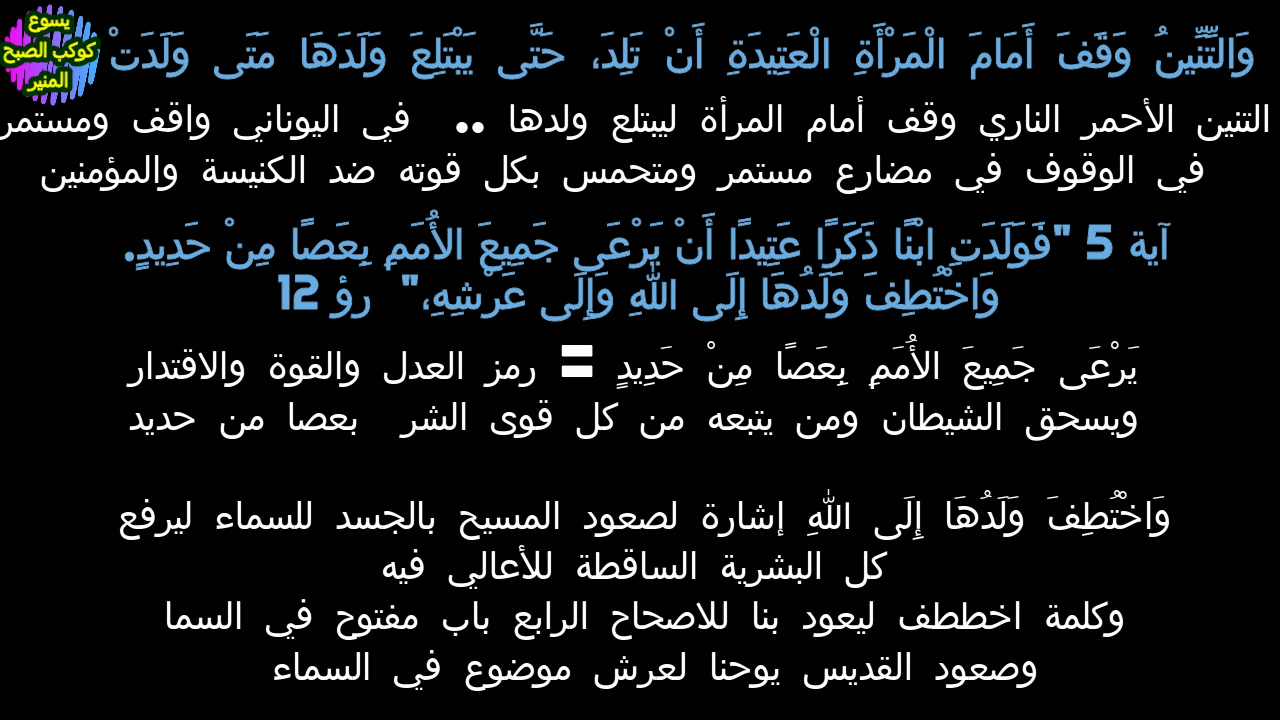 يسوع
كوكب الصبح
المنير
وَالتِّنِّينُ وَقَفَ أَمَامَ الْمَرْأَةِ الْعَتِيدَةِ أَنْ تَلِدَ، حَتَّى يَبْتَلِعَ وَلَدَهَا مَتَى وَلَدَتْ
التنين الأحمر الناري وقف أمام المرأة ليبتلع ولدها .. في اليوناني واقف ومستمر
في الوقوف في مضارع مستمر ومتحمس بكل قوته ضد الكنيسة والمؤمنين
آية 5 "فَوَلَدَتِ ابْنًا ذَكَرًا عَتِيدًا أَنْ يَرْعَى جَمِيعَ الأُمَمِ بِعَصًا مِنْ حَدِيدٍ.
وَاخْتُطِفَ وَلَدُهَا إِلَى اللهِ وَإِلَى عَرْشِهِ،" رؤ 12
يَرْعَى جَمِيعَ الأُمَمِ بِعَصًا مِنْ حَدِيدٍ = رمز العدل والقوة والاقتدار
ويسحق الشيطان ومن يتبعه من كل قوى الشر بعصا من حديد
وَاخْتُطِفَ وَلَدُهَا إِلَى اللهِ إشارة لصعود المسيح بالجسد للسماء ليرفع
كل البشرية الساقطة للأعالي فيه
وكلمة اخططف ليعود بنا للاصحاح الرابع باب مفتوح في السما
وصعود القديس يوحنا لعرش موضوع في السماء